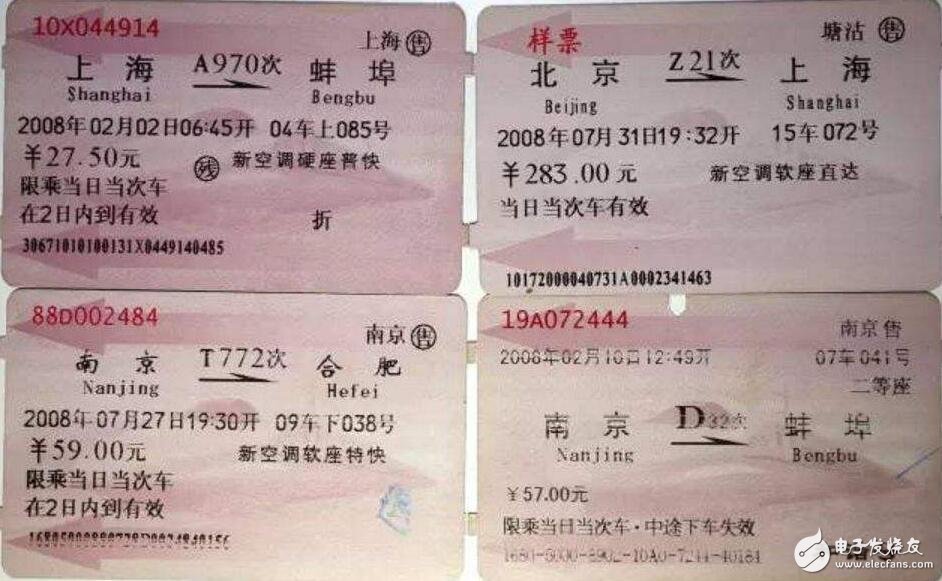 10X044914
上海 售
上海 A970次 蚌埠
Shanghai Bengbu
2008年02月02日06:45开 04车上085号
¥27.50元 残 新空调硬座普快
限乘当日当次车
在2日内到有效 折
30671010100131X0449140485
样票 塘沽 售
北京 Z21次 上海
Beijing Shanghai
2008年07月31日19:32开 15车072号
¥283.00元 新空调软座直达
当日当次车有效
10172000040731A0002341463
88D002484
南京 售
南京 T772次 合肥
Nanjing Hefei
2008年07月27日19:30开 09车下038号
¥59.00元 新空调软座特快
限乘当日当次车
在2日内到有效
19A072444
南京售
2008年02月10日12:49开 07车041号
二等座
南京 D32次 蚌埠
Nanjing Bengbu
¥57.00元
限乘当日当次车·中途下车失效
1680-5000-8902-10A0-7244-40184
电子发烧友
www.elecfans.com